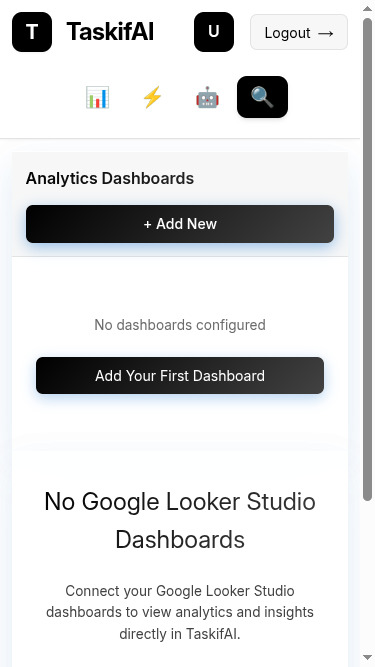 T TaskifAI U Logout →
Analytics Dashboards
+ Add New
No dashboards configured
Add Your First Dashboard
No Google Looker Studio
Dashboards
Connect your Google Looker Studio
dashboards to view analytics and insights
directly in TaskifAI.